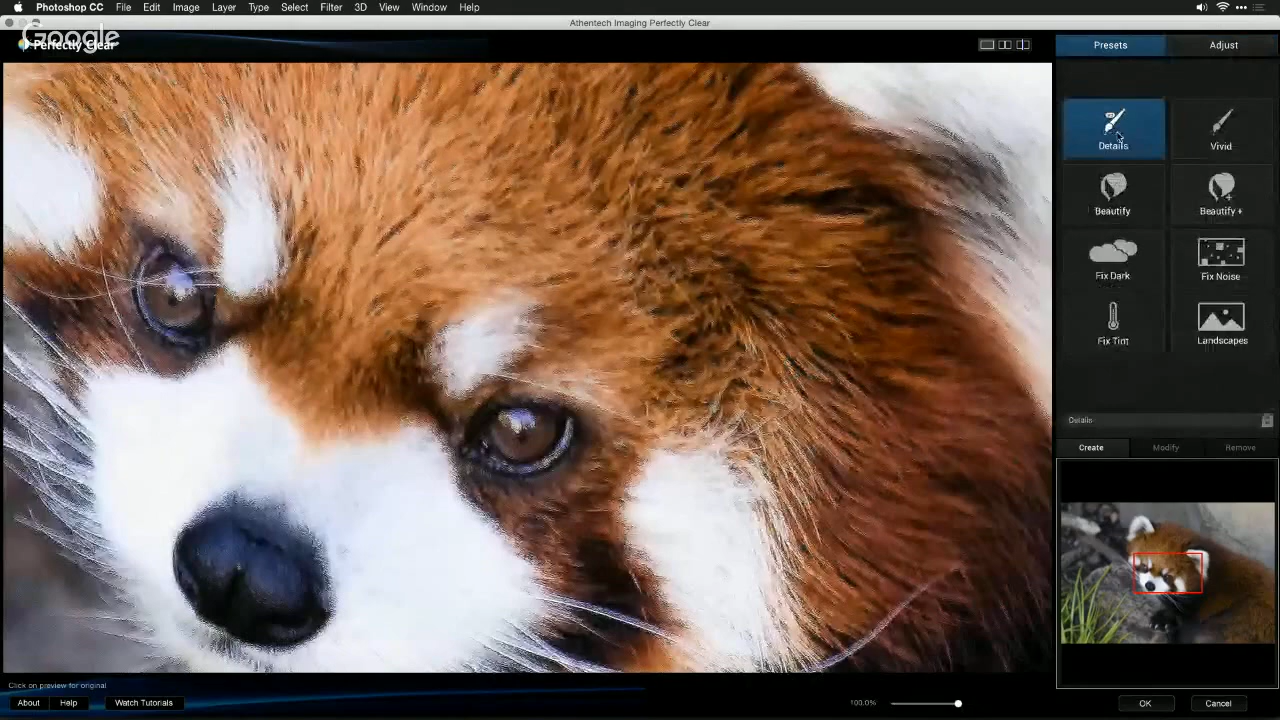 Photoshop CC File Edit Image Layer Type Select Filter 3D View Window Help
Athentech Imaging Perfectly Clear
Google
Perfectly Clear
Presets Adjust
Details Vivid
Beautify Beautify +
Fix Dark Fix Noise
Fix Tint Landscapes
Details
Create Modify Remove
Click on preview for original
About Help Watch Tutorials 100.0% OK Cancel